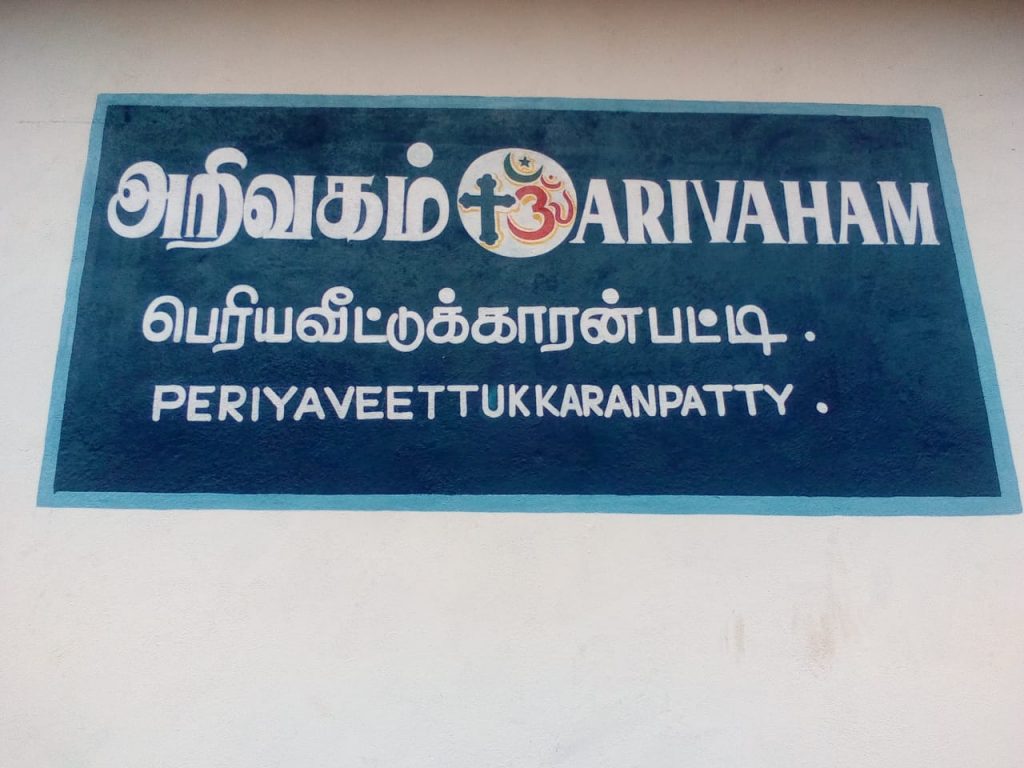 அறிவகம் ARIVAHAM
பெரியவீட்டுக்காரன்பட்டி .
PERIYAVEETTUKKARANPATTY .